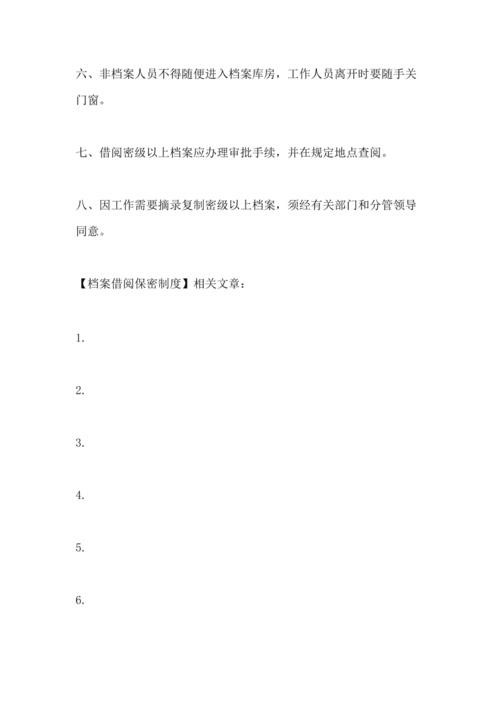 六、非档案人员不得随便进入档案库房，工作人员离开时要随手关
门窗。
七、借阅密级以上档案应办理审批手续，并在规定地点查阅。
八、因工作需要摘录复制密级以上档案，须经有关部门和分管领导
同意。
【档案借阅保密制度】相关文章：
1.
2.
3.
4.
5.
6.